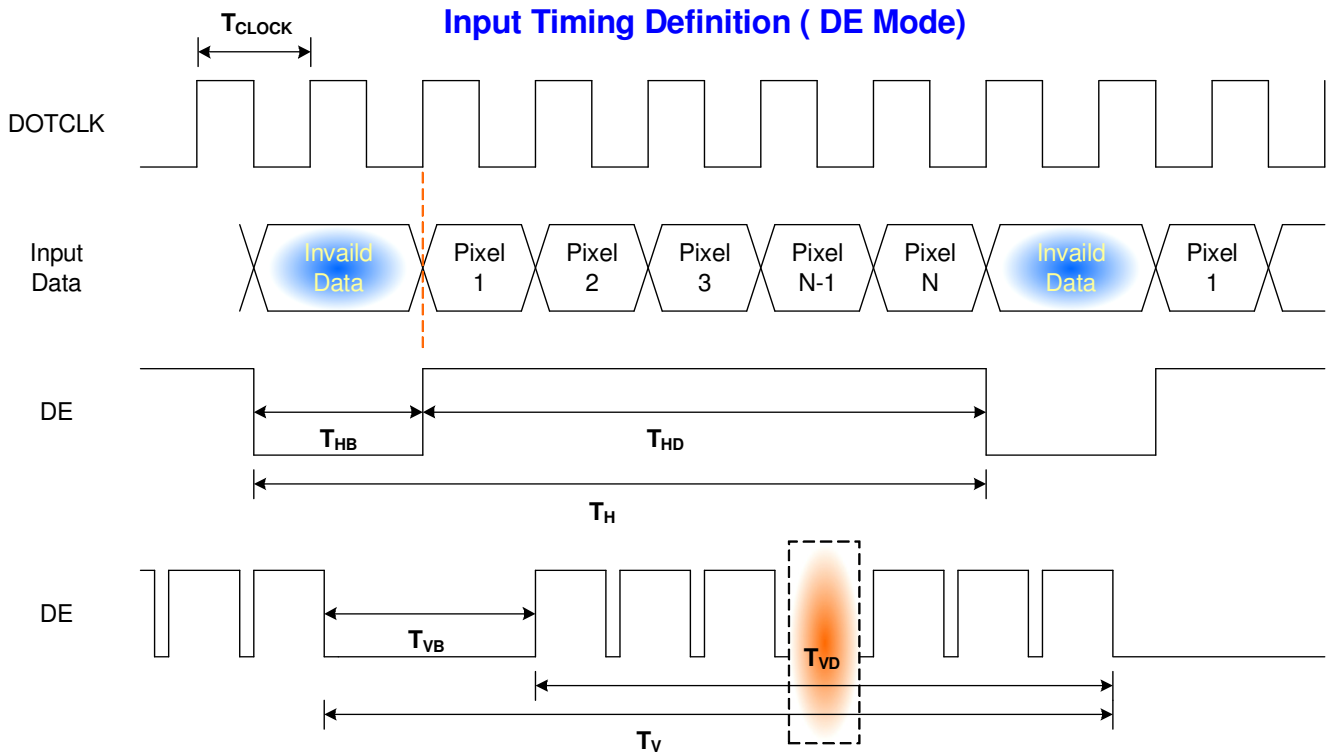 Input Timing Definition ( DE Mode)
TCLOCK
DOTCLK
Input
Data
Invaild
Data
Pixel
1
Pixel
2
Pixel
3
Pixel
N-1
Pixel
N
Invaild
Data
Pixel
1
DE
THB
THD
TH
DE
TVB
TVD
TV